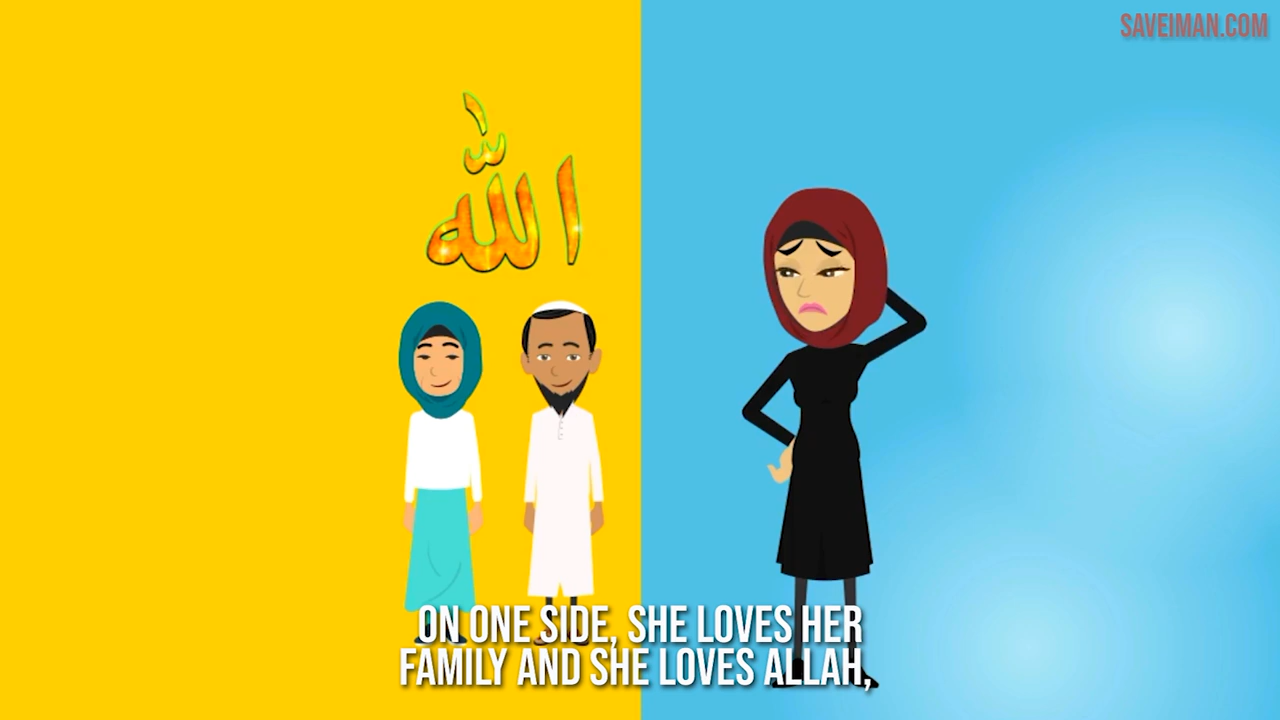 SAVEIMAN.COM
الله
ON ONE SIDE, SHE LOVES HER
FAMILY AND SHE LOVES ALLAH,